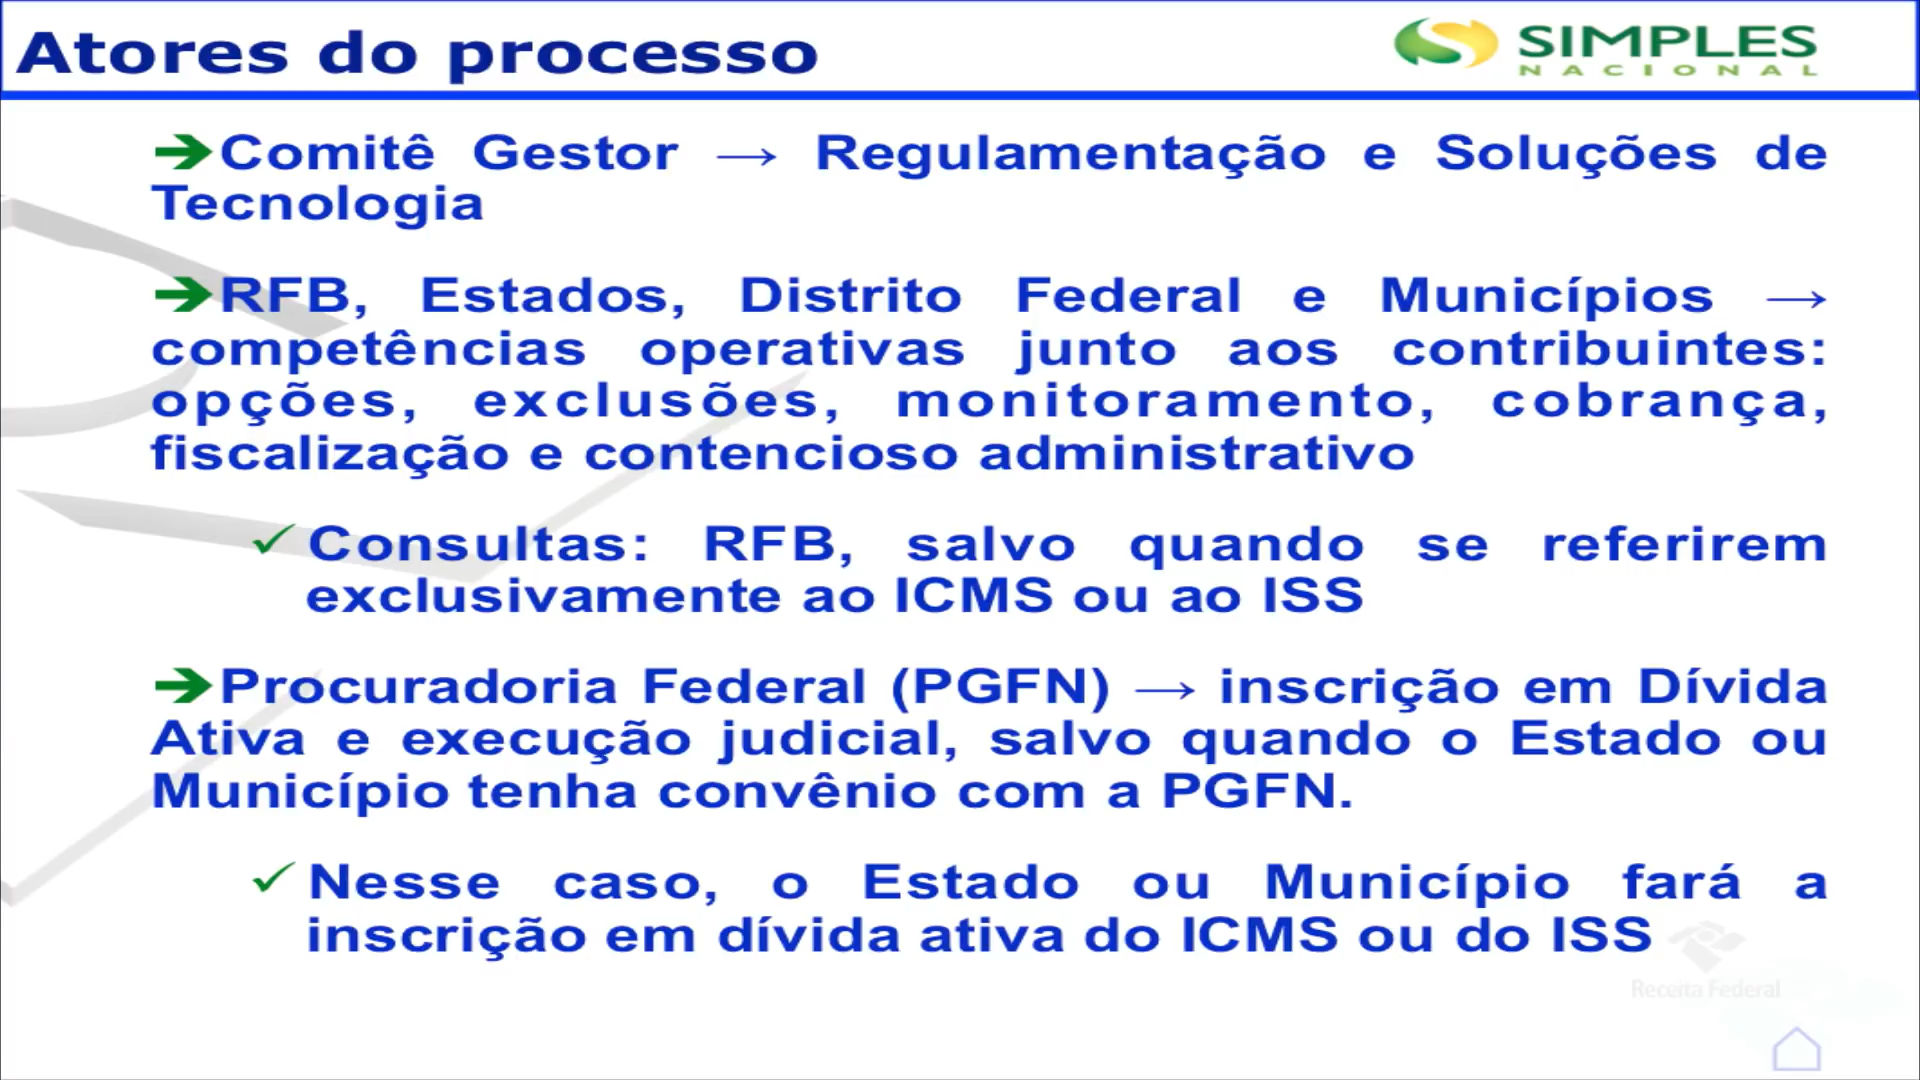 Atores do processo
SIMPLES
NACIONAL
➔Comitê Gestor → Regulamentação e Soluções de
Tecnologia
➔RFB, Estados, Distrito Federal e Municípios →
competências operativas junto aos contribuintes:
opções, exclusões, monitoramento, cobrança,
fiscalização e contencioso administrativo
✓ Consultas: RFB, salvo quando se referirem
exclusivamente ao ICMS ou ao ISS
➔Procuradoria Federal (PGFN) → inscrição em Dívida
Ativa e execução judicial, salvo quando o Estado ou
Município tenha convênio com a PGFN.
✓ Nesse caso, o Estado ou Município fará a
inscrição em dívida ativa do ICMS ou do ISS
Receita Federal